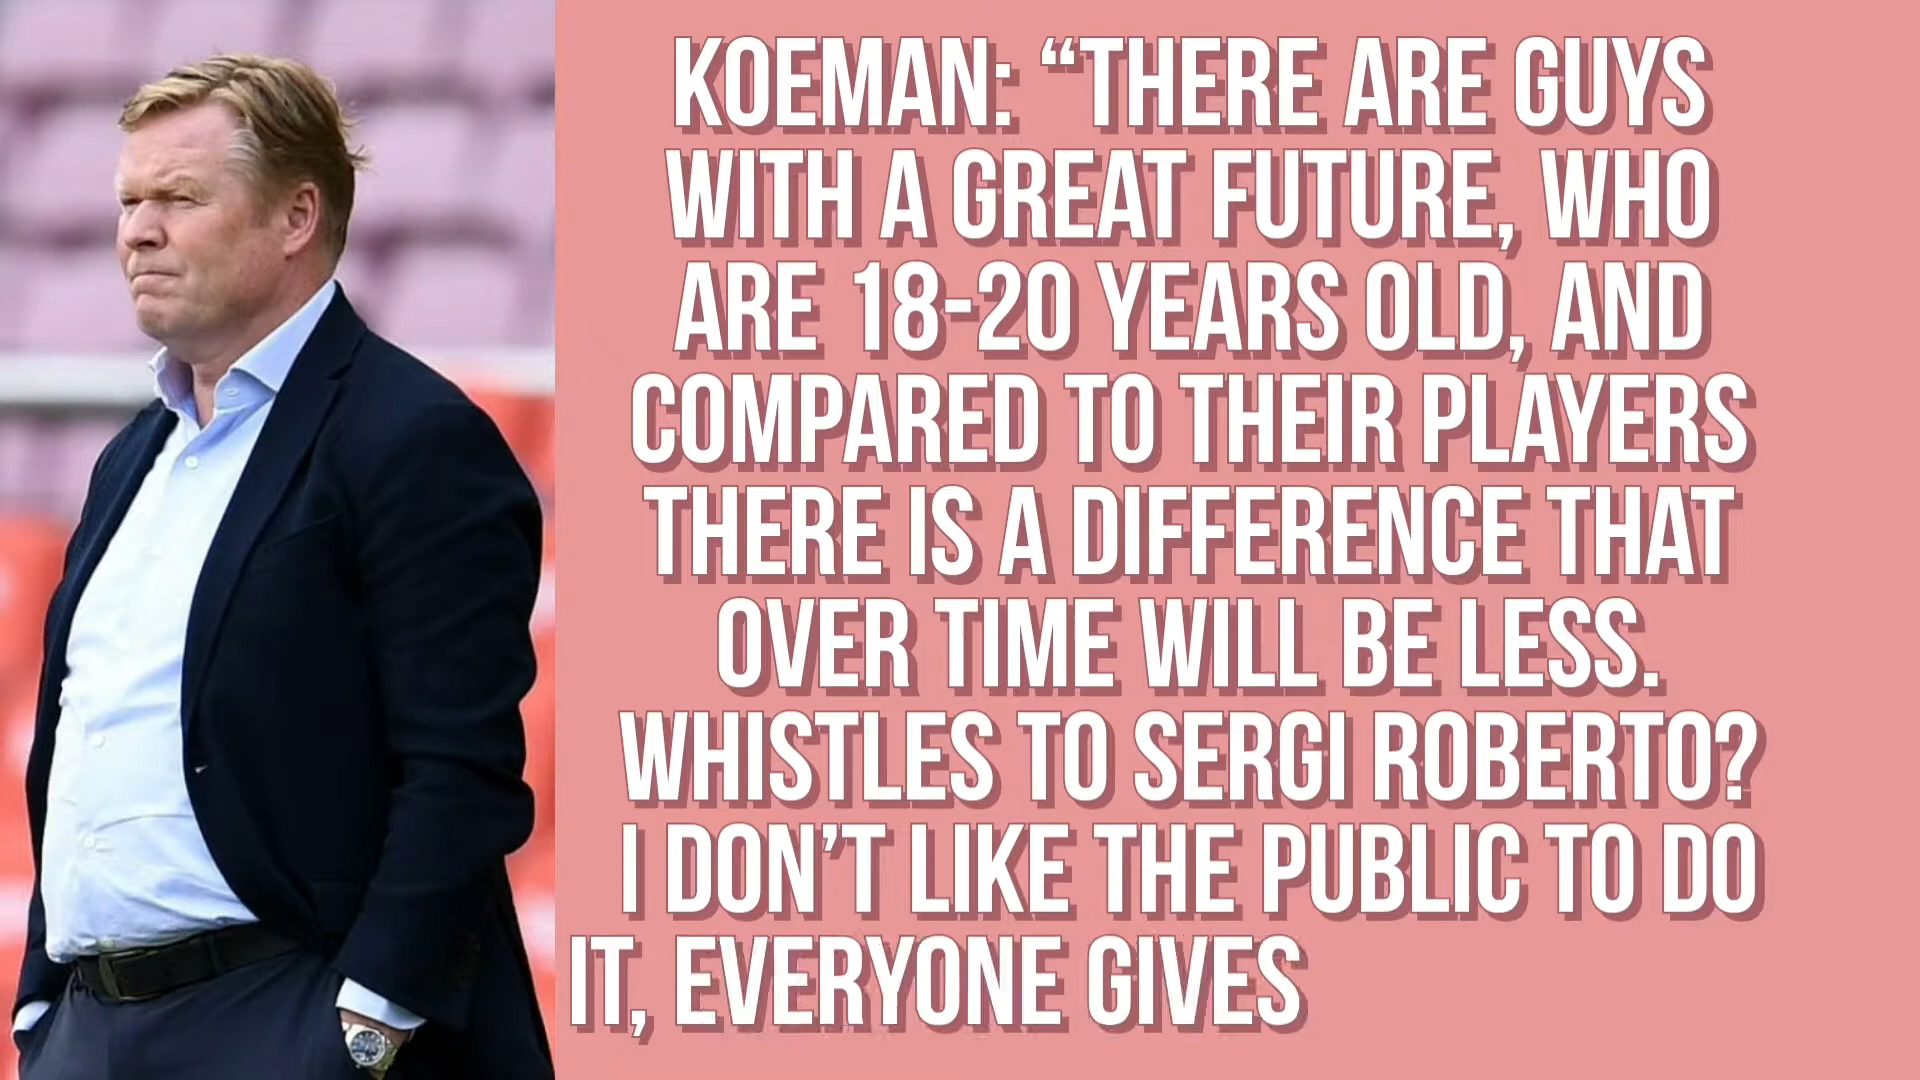 KOEMAN: “THERE ARE GUYS
WITH A GREAT FUTURE, WHO
ARE 18-20 YEARS OLD, AND
COMPARED TO THEIR PLAYERS
THERE IS A DIFFERENCE THAT
OVER TIME WILL BE LESS.
WHISTLES TO SERGI ROBERTO?
I DON’T LIKE THE PUBLIC TO DO
IT, EVERYONE GIVES